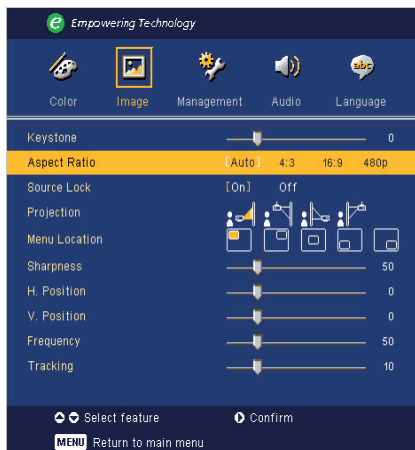 e Empowering Technology
abc
Color Image Management Audio Language
Keystone 0
Aspect Ratio [Auto] 4:3 16:9 480p
Source Lock [On] Off
Projection
Menu Location
Sharpness 50
H. Position 0
V. Position 0
Frequency 50
Tracking 10
Select feature Confirm
MENU Return to main menu